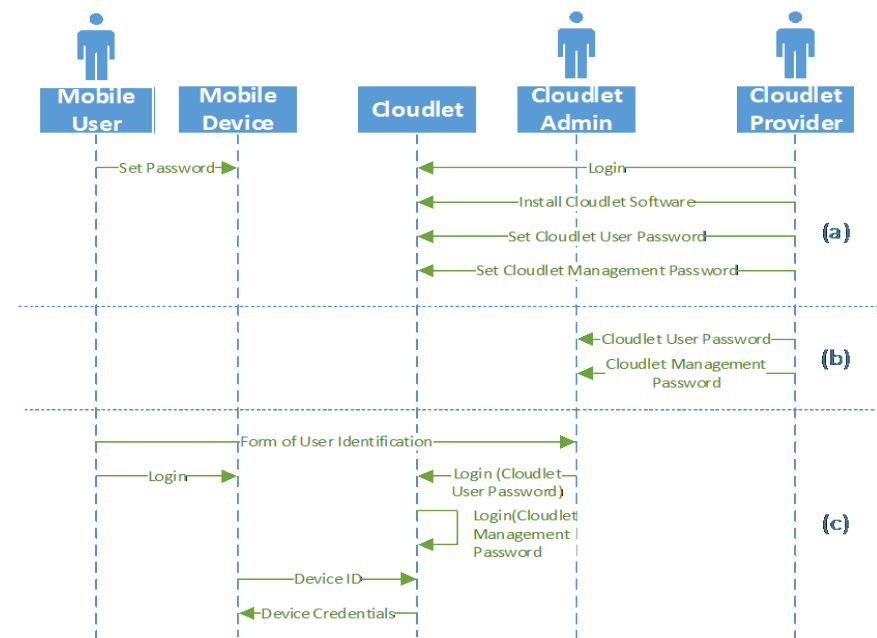 Mobile User
Mobile Device
Cloudlet
Cloudlet Admin
Cloudlet Provider
Set Password
Login
Install Cloudlet Software
Set Cloudlet User Password
(a)
Set Cloudlet Management Password
Cloudlet User Password
(b)
Cloudlet Management
Password
Form of User Identification
Login
Login (Cloudlet
User Password)
Login(Cloudlet
Management
Password
(c)
Device ID
Device Credentials